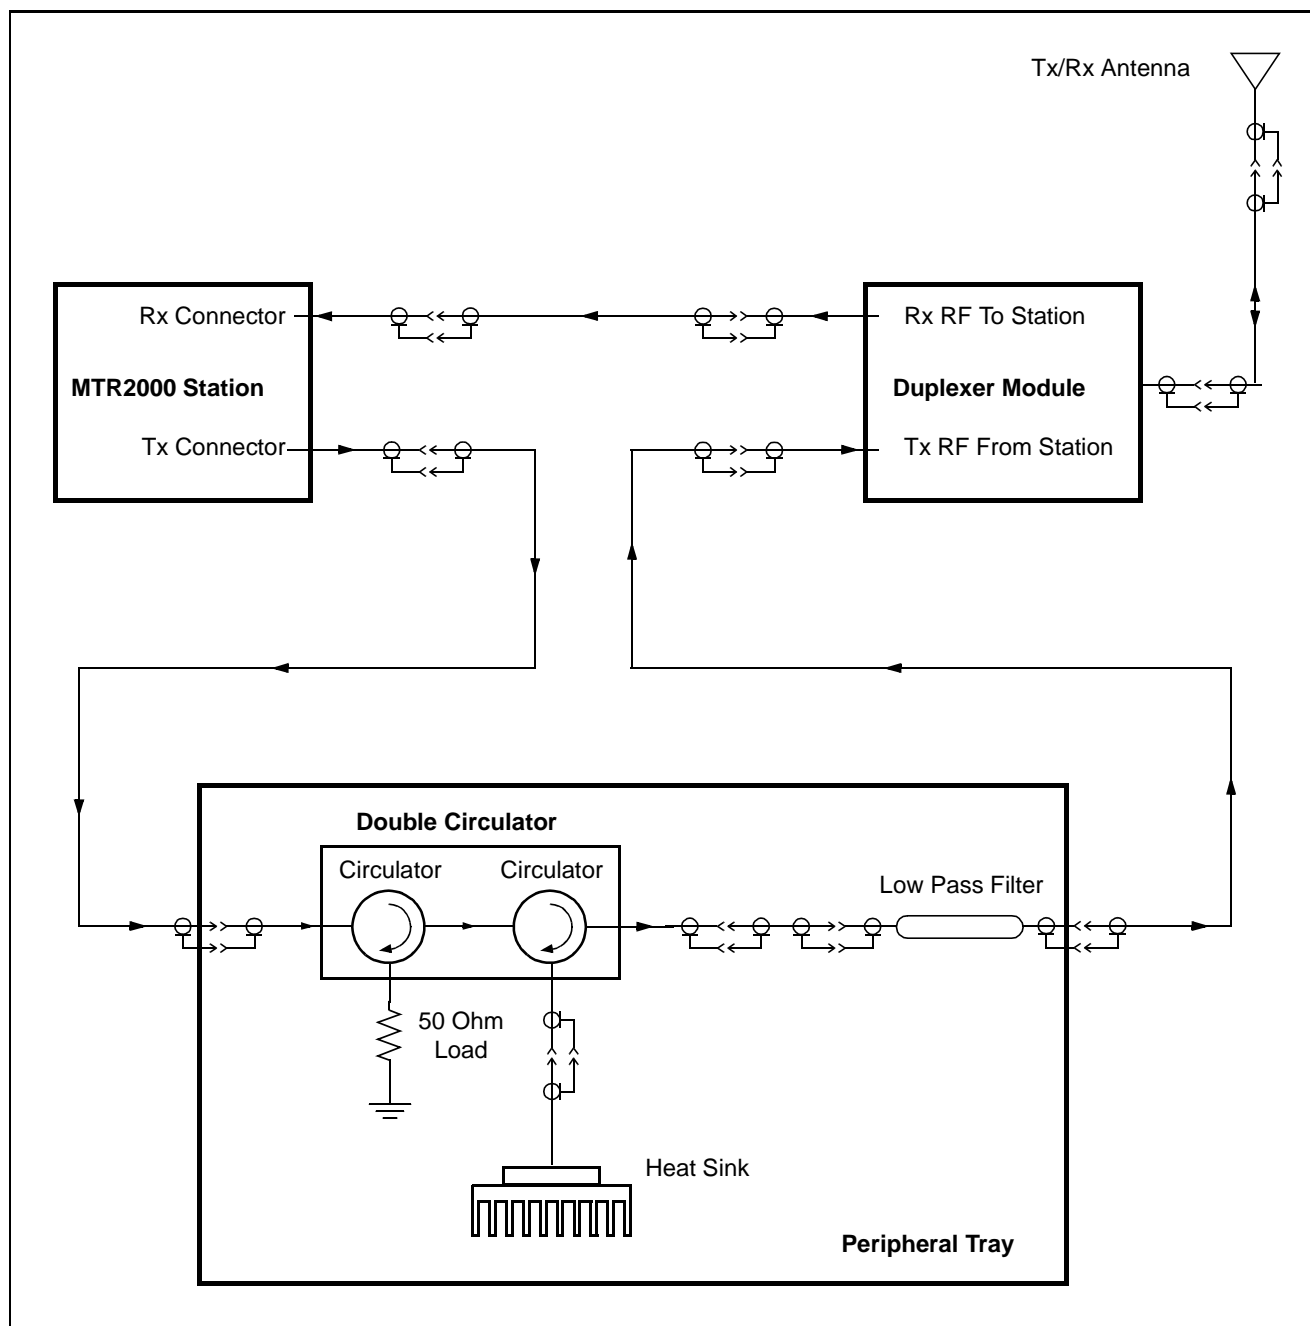 Tx/Rx Antenna
Rx Connector
Rx RF To Station
MTR2000 Station
Duplexer Module
Tx Connector
Tx RF From Station
Double Circulator
Circulator
Circulator
Low Pass Filter
50 Ohm
Load
Heat Sink
Peripheral Tray